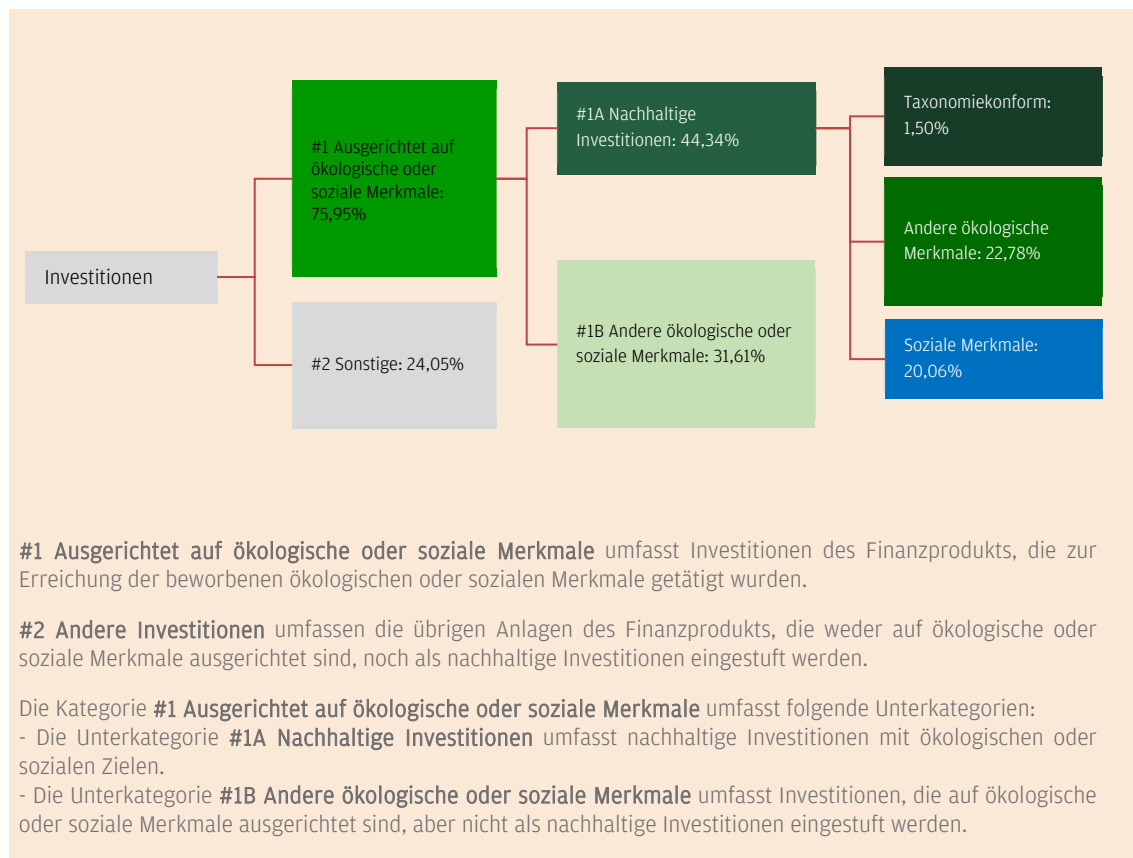 Investitionen
#1 Ausgerichtet auf
ökologische oder
soziale Merkmale:
75,95%
#2 Sonstige: 24,05%
#1A Nachhaltige
Investitionen: 44,34%
#1B Andere ökologische oder
soziale Merkmale: 31,61%
Taxonomiekonform:
1,50%
Andere ökologische
Merkmale: 22,78%
Soziale Merkmale:
20,06%
#1 Ausgerichtet auf ökologische oder soziale Merkmale umfasst Investitionen des Finanzprodukts, die zur
Erreichung der beworbenen ökologischen oder sozialen Merkmale getätigt wurden.
#2 Andere Investitionen umfassen die übrigen Anlagen des Finanzprodukts, die weder auf ökologische oder
soziale Merkmale ausgerichtet sind, noch als nachhaltige Investitionen eingestuft werden.
Die Kategorie #1 Ausgerichtet auf ökologische oder soziale Merkmale umfasst folgende Unterkategorien:
- Die Unterkategorie #1A Nachhaltige Investitionen umfasst nachhaltige Investitionen mit ökologischen oder
sozialen Zielen.
- Die Unterkategorie #1B Andere ökologische oder soziale Merkmale umfasst Investitionen, die auf ökologische
oder soziale Merkmale ausgerichtet sind, aber nicht als nachhaltige Investitionen eingestuft werden.